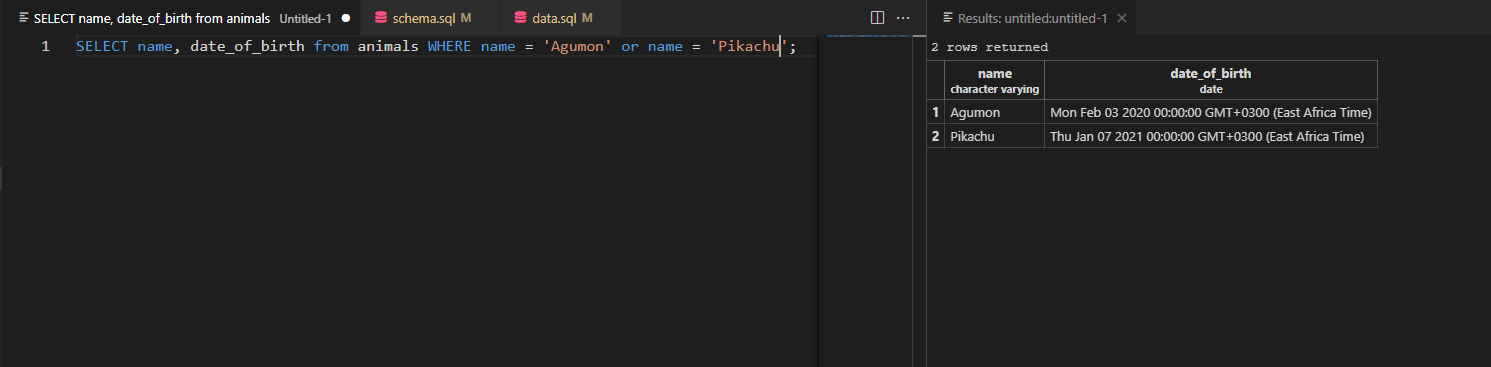 SELECT name, date_of_birth from animals Untitled-1
schema.sql M
data.sql M
1 SELECT name, date_of_birth from animals WHERE name = 'Agumon' or name = 'Pikachu';
Results: untitled:untitled-1
2 rows returned
name date_of_birth
character varying date
1 Agumon Mon Feb 03 2020 00:00:00 GMT+0300 (East Africa Time)
2 Pikachu Thu Jan 07 2021 00:00:00 GMT+0300 (East Africa Time)